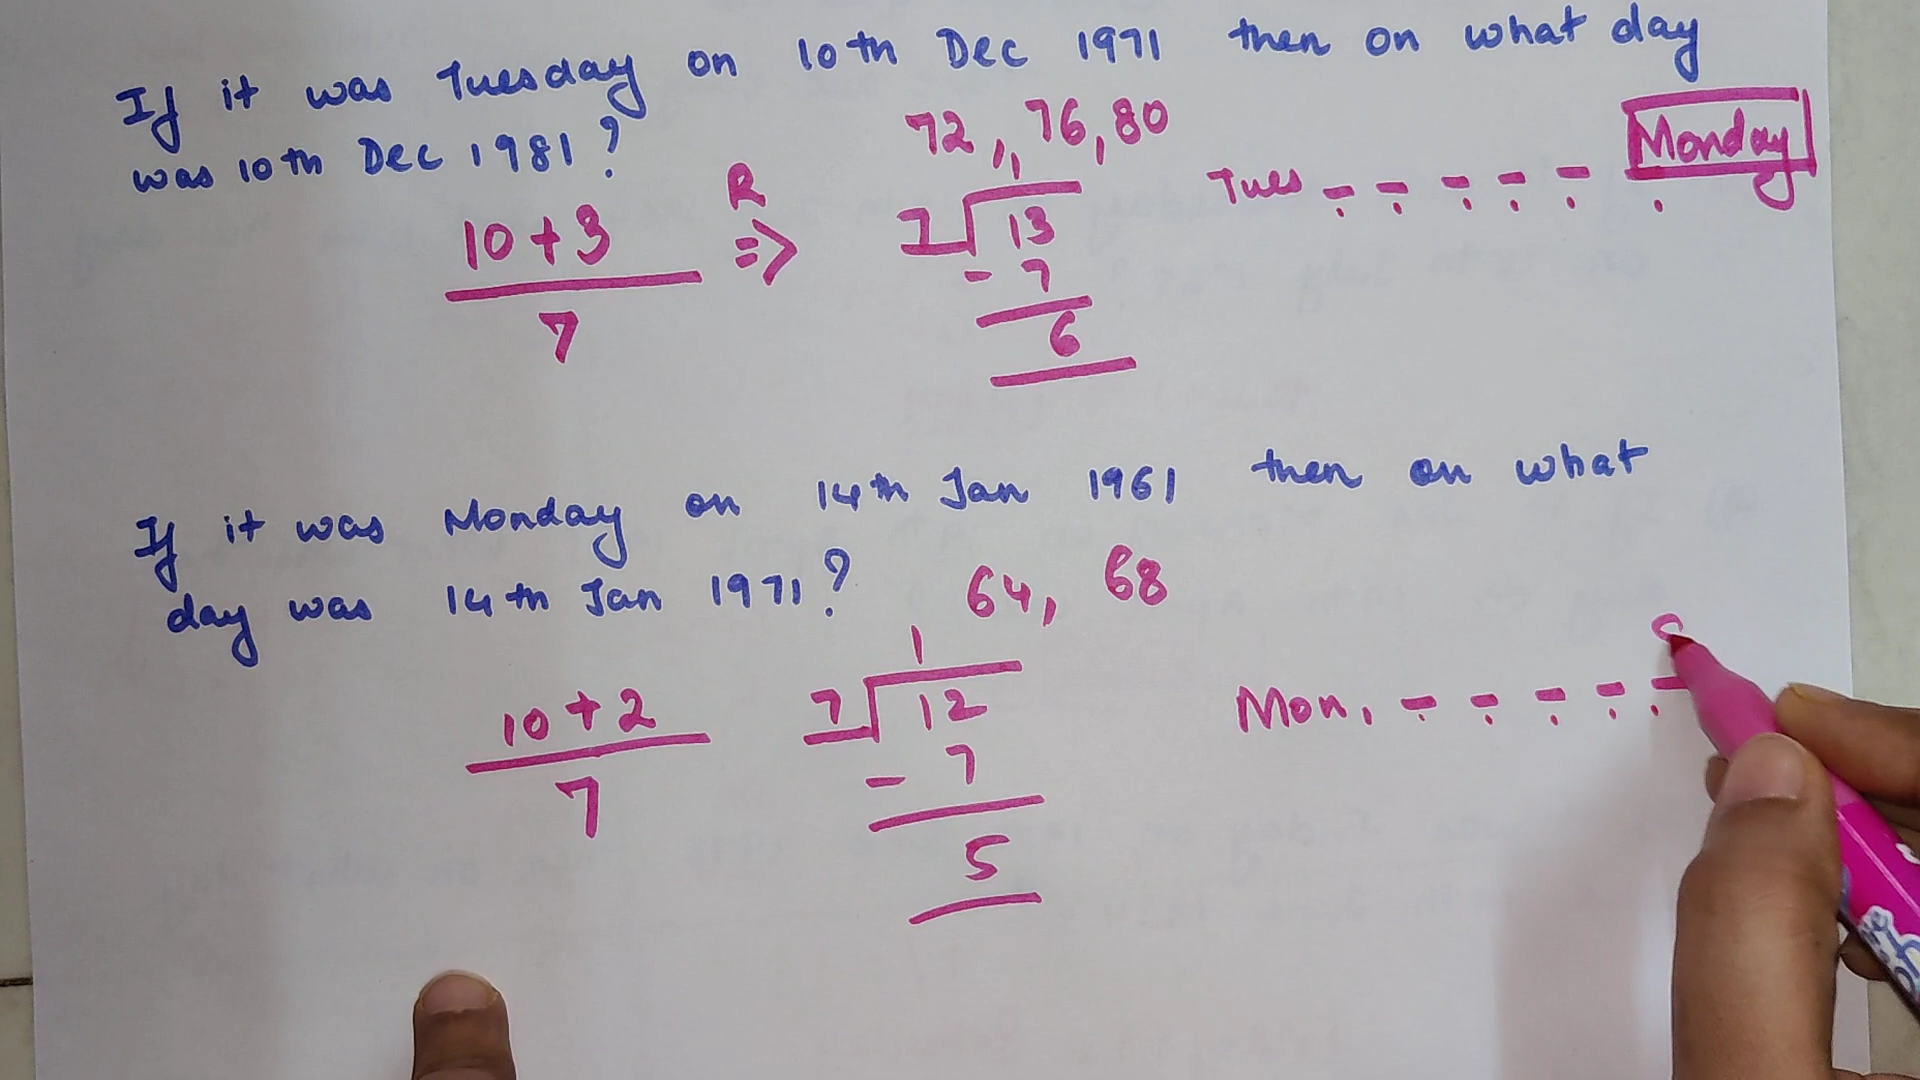 If it was Tuesday on 10th Dec 1971 then on what day
was 10th Dec 1981?
72, 76, 80
Tues - - - - - Monday
10+3
7
R
=>
1
7 13
- 7
6
If it was Monday on 14th Jan 1961 then on what
day was 14th Jan 1971?
64, 68
10+2
7
1
7 12
- 7
5
Mon, - - - - -